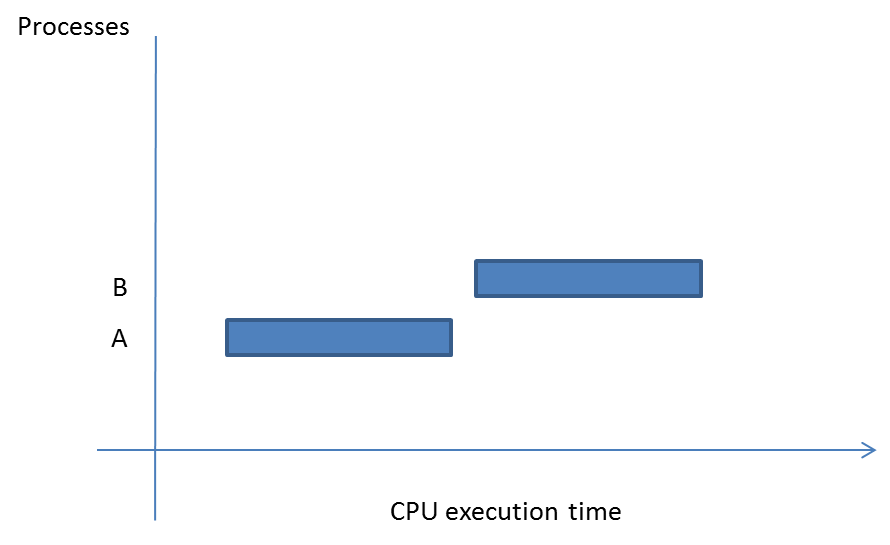 Processes
B
A
CPU execution time